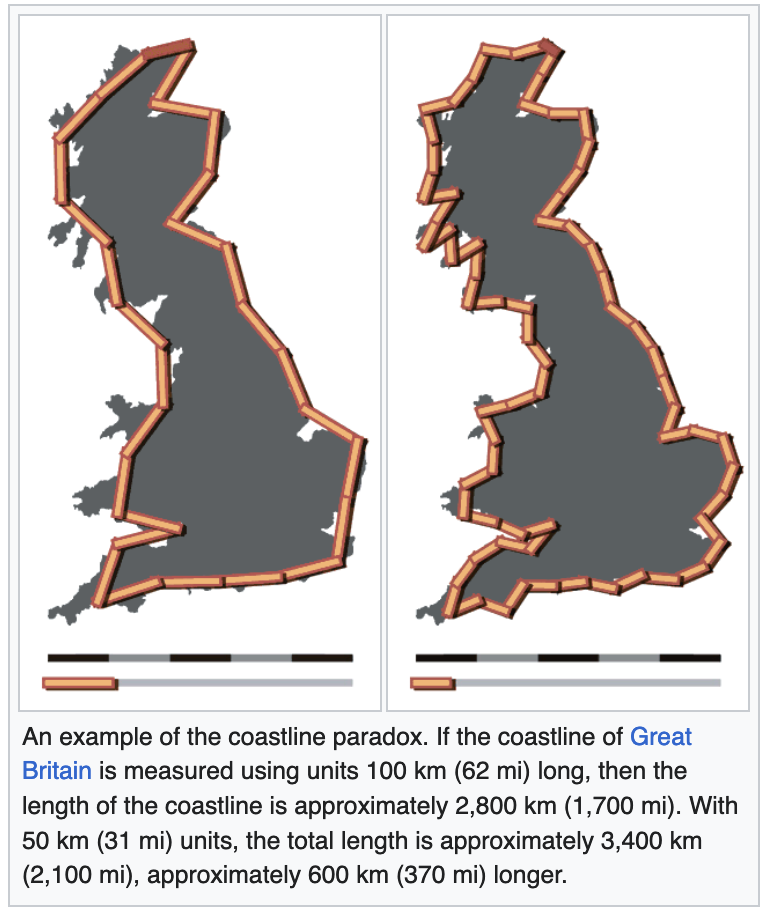 An example of the coastline paradox. If the coastline of Great
Britain is measured using units 100 km (62 mi) long, then the
length of the coastline is approximately 2,800 km (1,700 mi). With
50 km (31 mi) units, the total length is approximately 3,400 km
(2,100 mi), approximately 600 km (370 mi) longer.